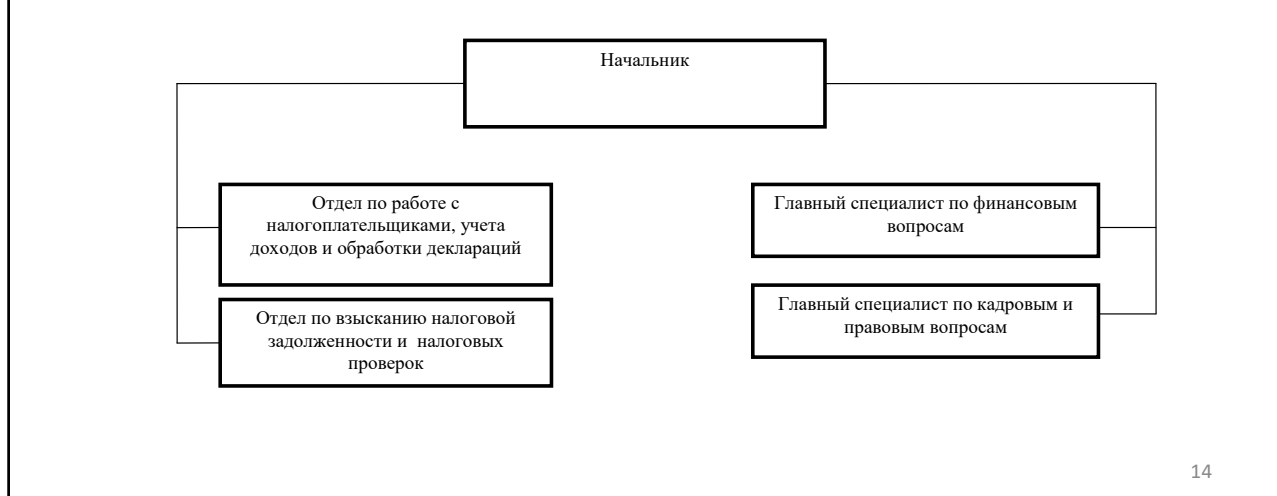 Начальник
Отдел по работе с
налогоплательщиками, учета
доходов и обработки деклараций
Отдел по взысканию налоговой
задолженности и  налоговых
проверок
Главный специалист по финансовым
вопросам
Главный специалист по кадровым и
правовым вопросам
14